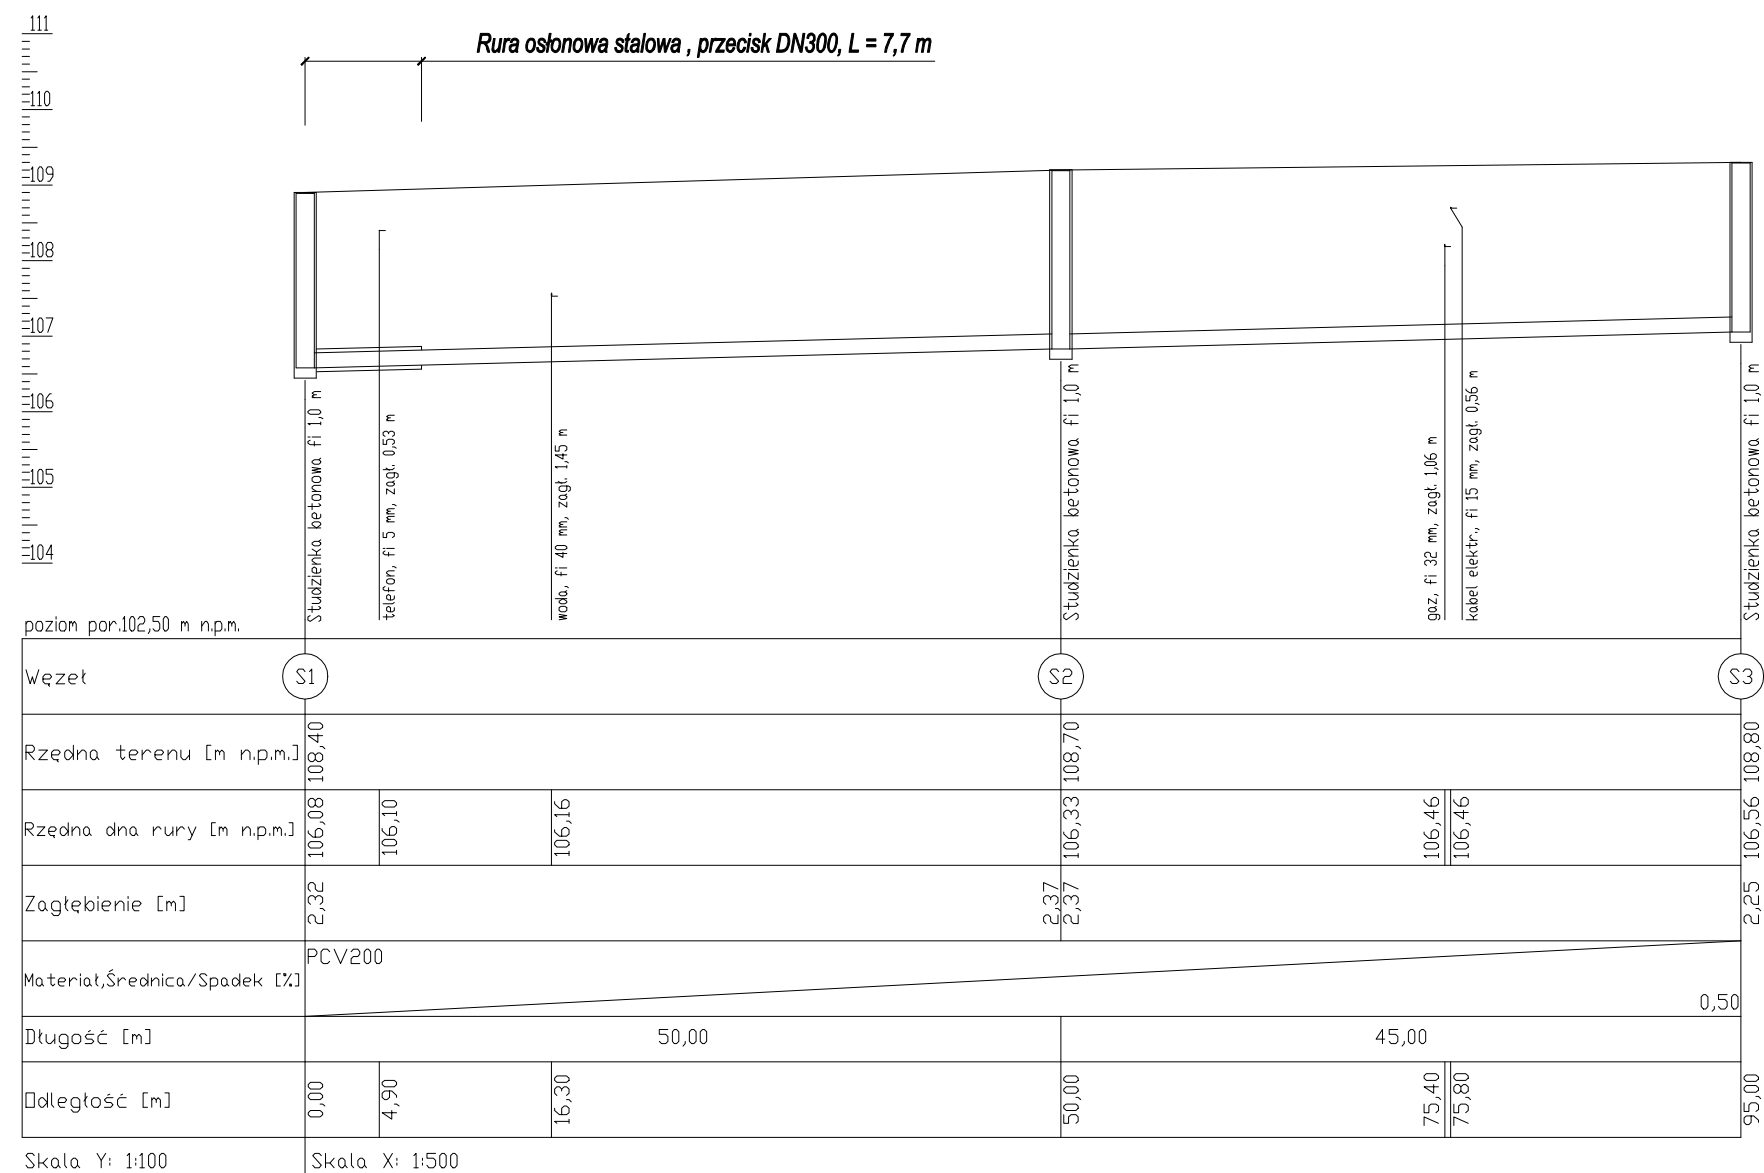 111
110
109
108
107
106
105
104
Rura osłonowa stalowa , przecisk DN300, L = 7,7 m
Studzienka betonowa fi 1,0 m
telefon, fi 5 mm, zagł. 0,53 m
woda, fi 40 mm, zagł. 1,45 m
Studzienka betonowa fi 1,0 m
gaz, fi 32 mm, zagł. 1,06 m
kabel elektr., fi 15 mm, zagł. 0,56 m
Studzienka betonowa fi 1,0 m
poziom por.102,50 m n.p.m.
Węzeł S1 S2 S3
Rzędna terenu [m n.p.m.] 108,40 108,70 108,80
Rzędna dna rury [m n.p.m.] 106,08 106,10 106,16 106,33 106,46 106,46 106,56
Zagłębienie [m] 2,32 2,37 2,37 2,25
Materiał,Średnica/Spadek [%] PCV200 0,50
Długość [m] 50,00 45,00
Odległość [m] 0,00 4,90 16,30 50,00 75,40 75,80 95,00
Skala Y: 1:100 Skala X: 1:500